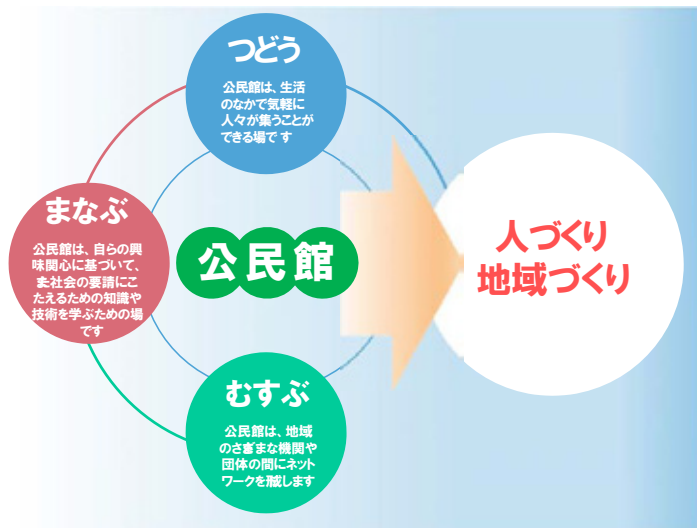 つどう
公民館は、生活
のなかで気軽に
人々が集うことが
できる場で す
まなぶ
公民館は、自らの興
味関心に基づいて、
また社会の要請にこ
たえるための知識や
技術を学ぶための場
です
公民館
むすぶ
公民館は、地域
のさまざまな機関や
団体の間にネット
ワークを形成します
人づくり
地域づくり